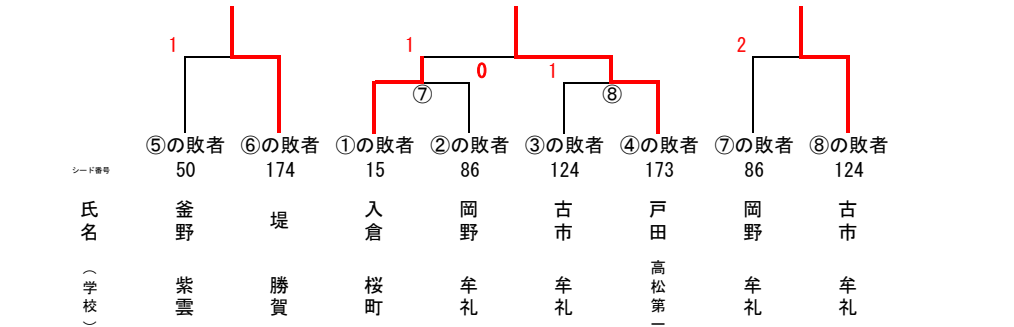 1 1 2
0 1
⑦ ⑧
⑤の敗者 ⑥の敗者 ①の敗者 ②の敗者 ③の敗者 ④の敗者 ⑦の敗者 ⑧の敗者
シード番号 50 174 15 86 124 173 86 124
氏名 釜野 堤 入倉 岡野 古市 戸田 岡野 古市
（学校） 紫雲 勝賀 桜町 牟礼 牟礼 高松第一 牟礼 牟礼